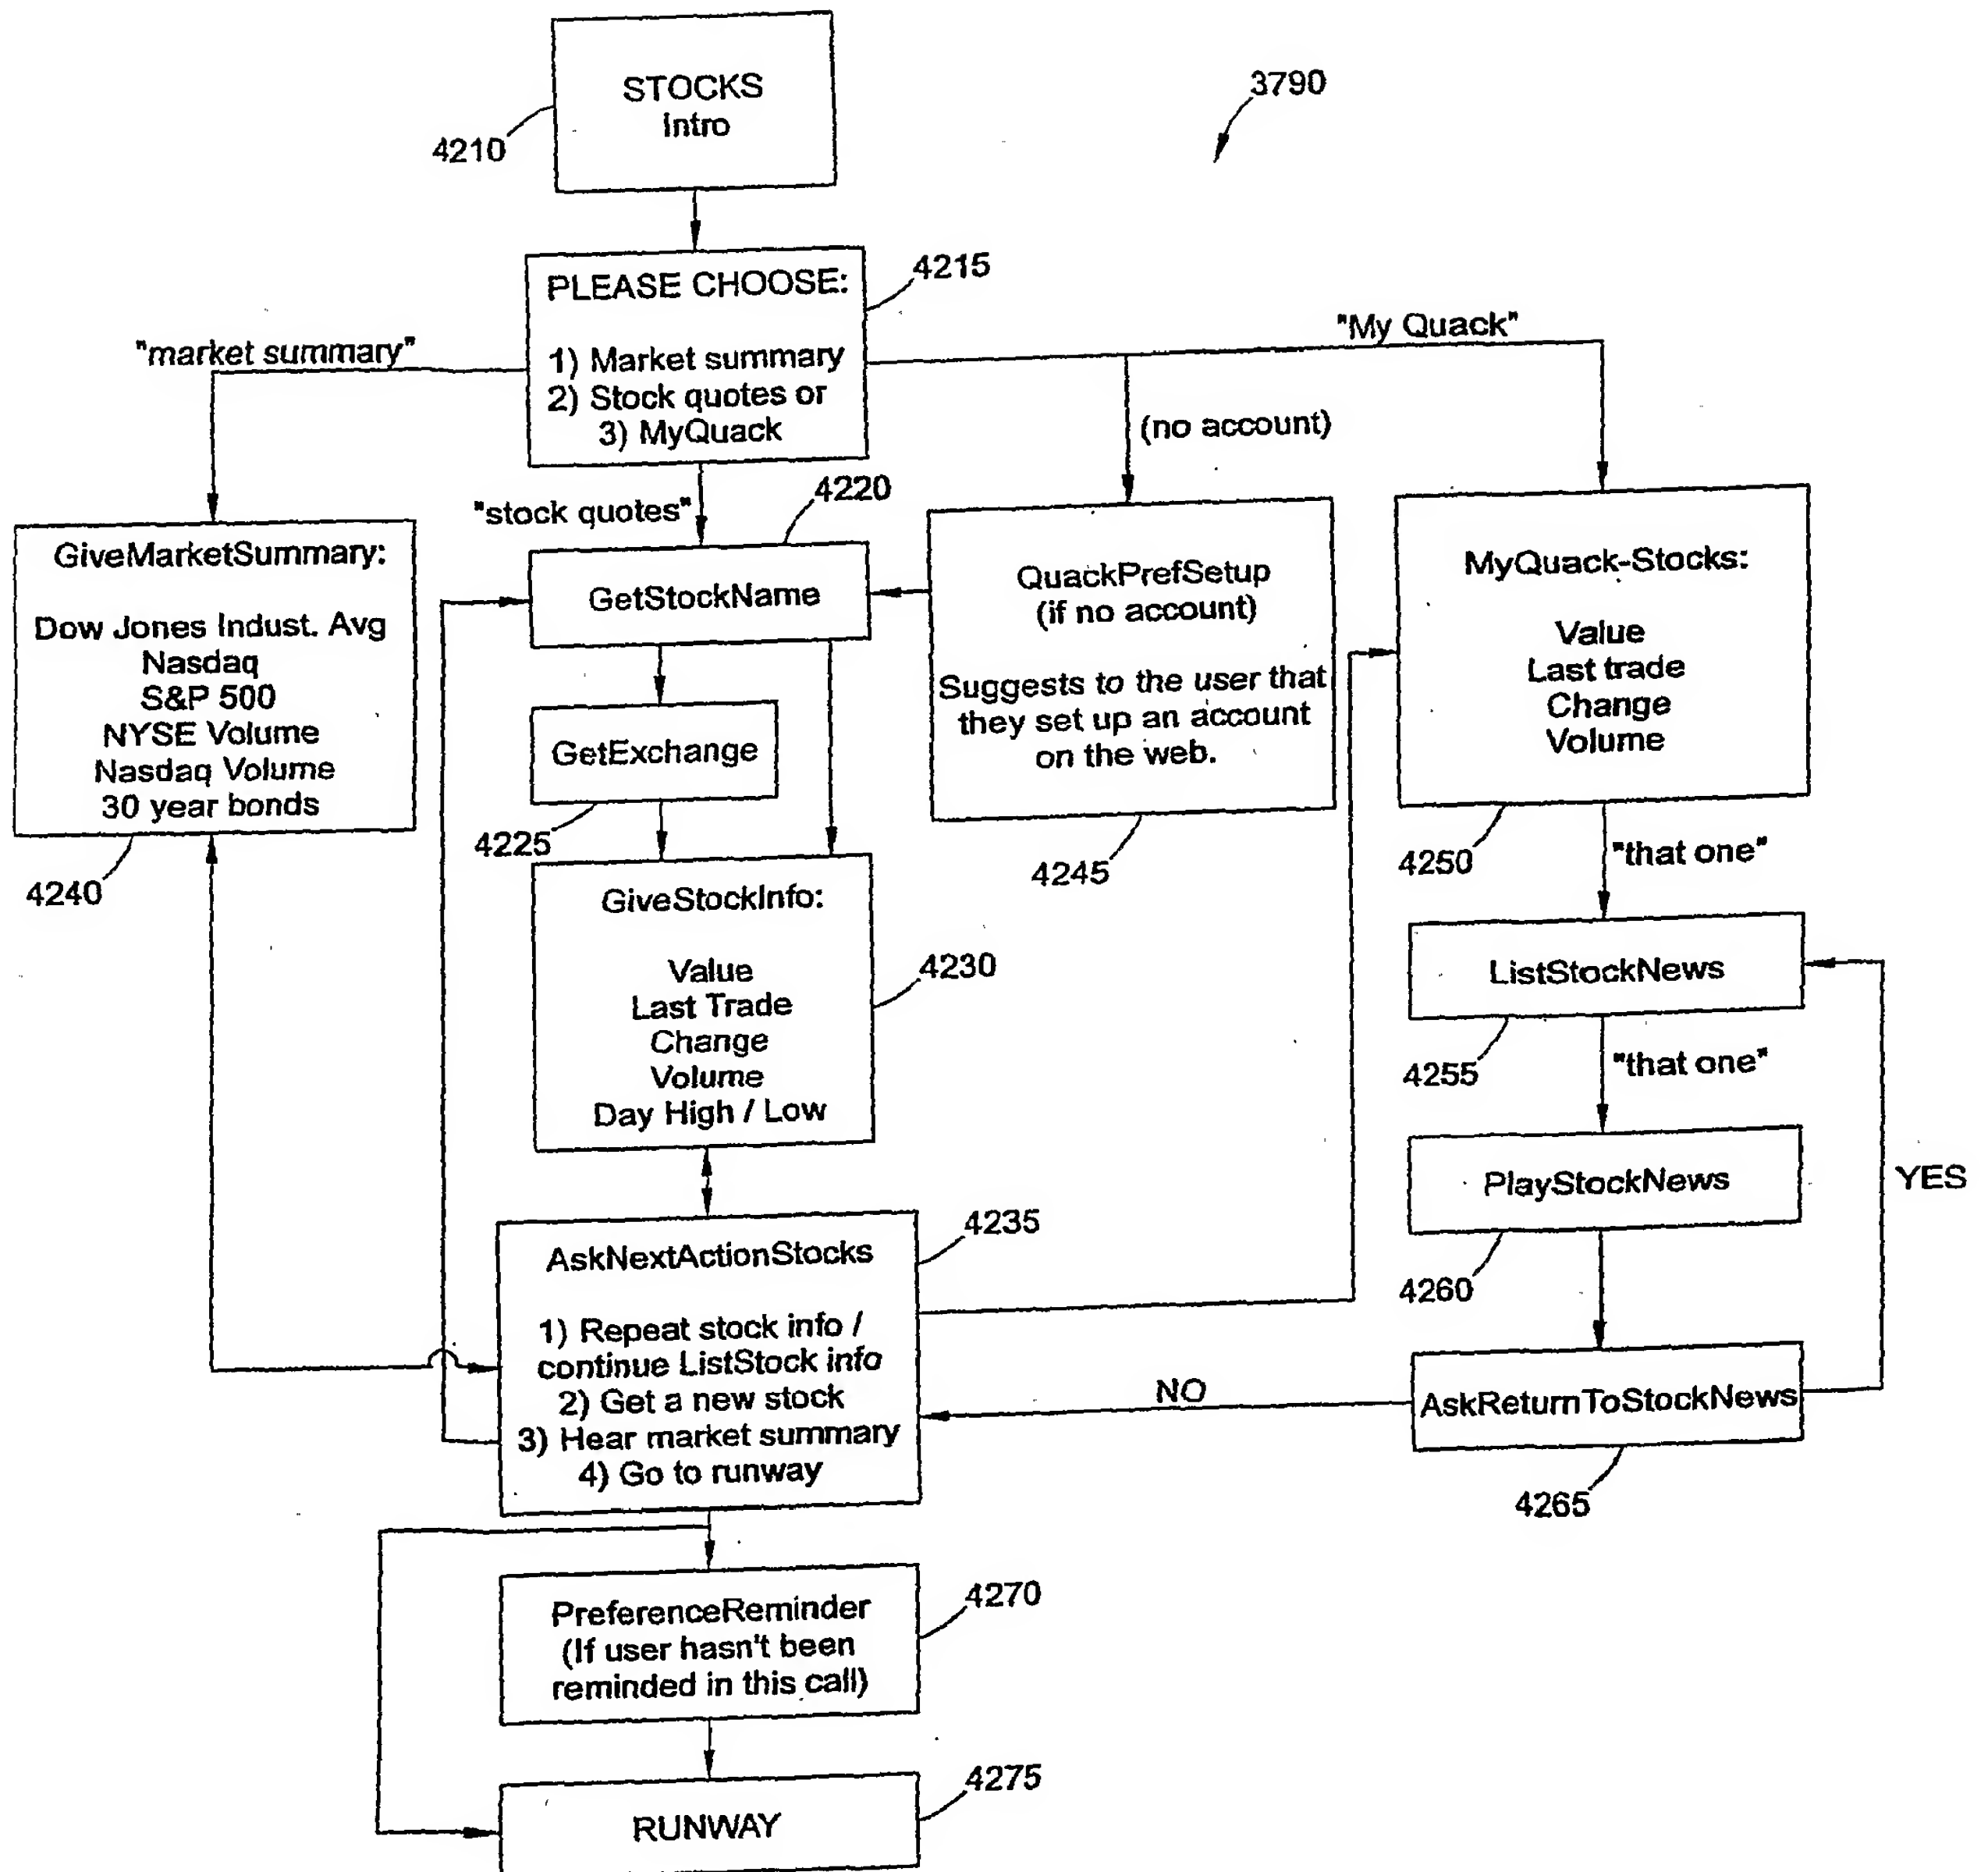 STOCKS
Intro
3790
4210
PLEASE CHOOSE:
1) Market summary
2) Stock quotes or
3) MyQuack
4215
"market summary"
"My Quack"
(no account)
"stock quotes"
4220
GiveMarketSummary:
Dow Jones Indust. Avg
Nasdaq
S&P 500
NYSE Volume
Nasdaq Volume
30 year bonds
4240
GetStockName
GetExchange
4225
QuackPrefSetup
(if no account)
Suggests to the user that
they set up an account
on the web.
4245
MyQuack-Stocks:
Value
Last trade
Change
Volume
4250
"that one"
GiveStockInfo:
Value
Last Trade
Change
Volume
Day High / Low
4230
ListStockNews
4255
"that one"
PlayStockNews
4260
YES
AskNextActionStocks
1) Repeat stock info /
continue ListStock info
2) Get a new stock
3) Hear market summary
4) Go to runway
4235
NO
AskReturnToStockNews
4265
PreferenceReminder
(If user hasn't been
reminded in this call)
4270
RUNWAY
4275